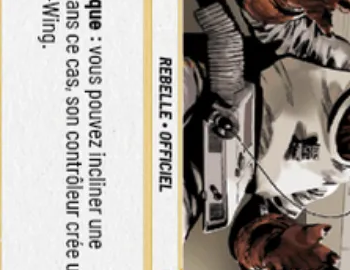 REBELLE • OFFICIEL
que : vous pouvez incliner une
ans ce cas, son contrôleur crée u
-Wing.